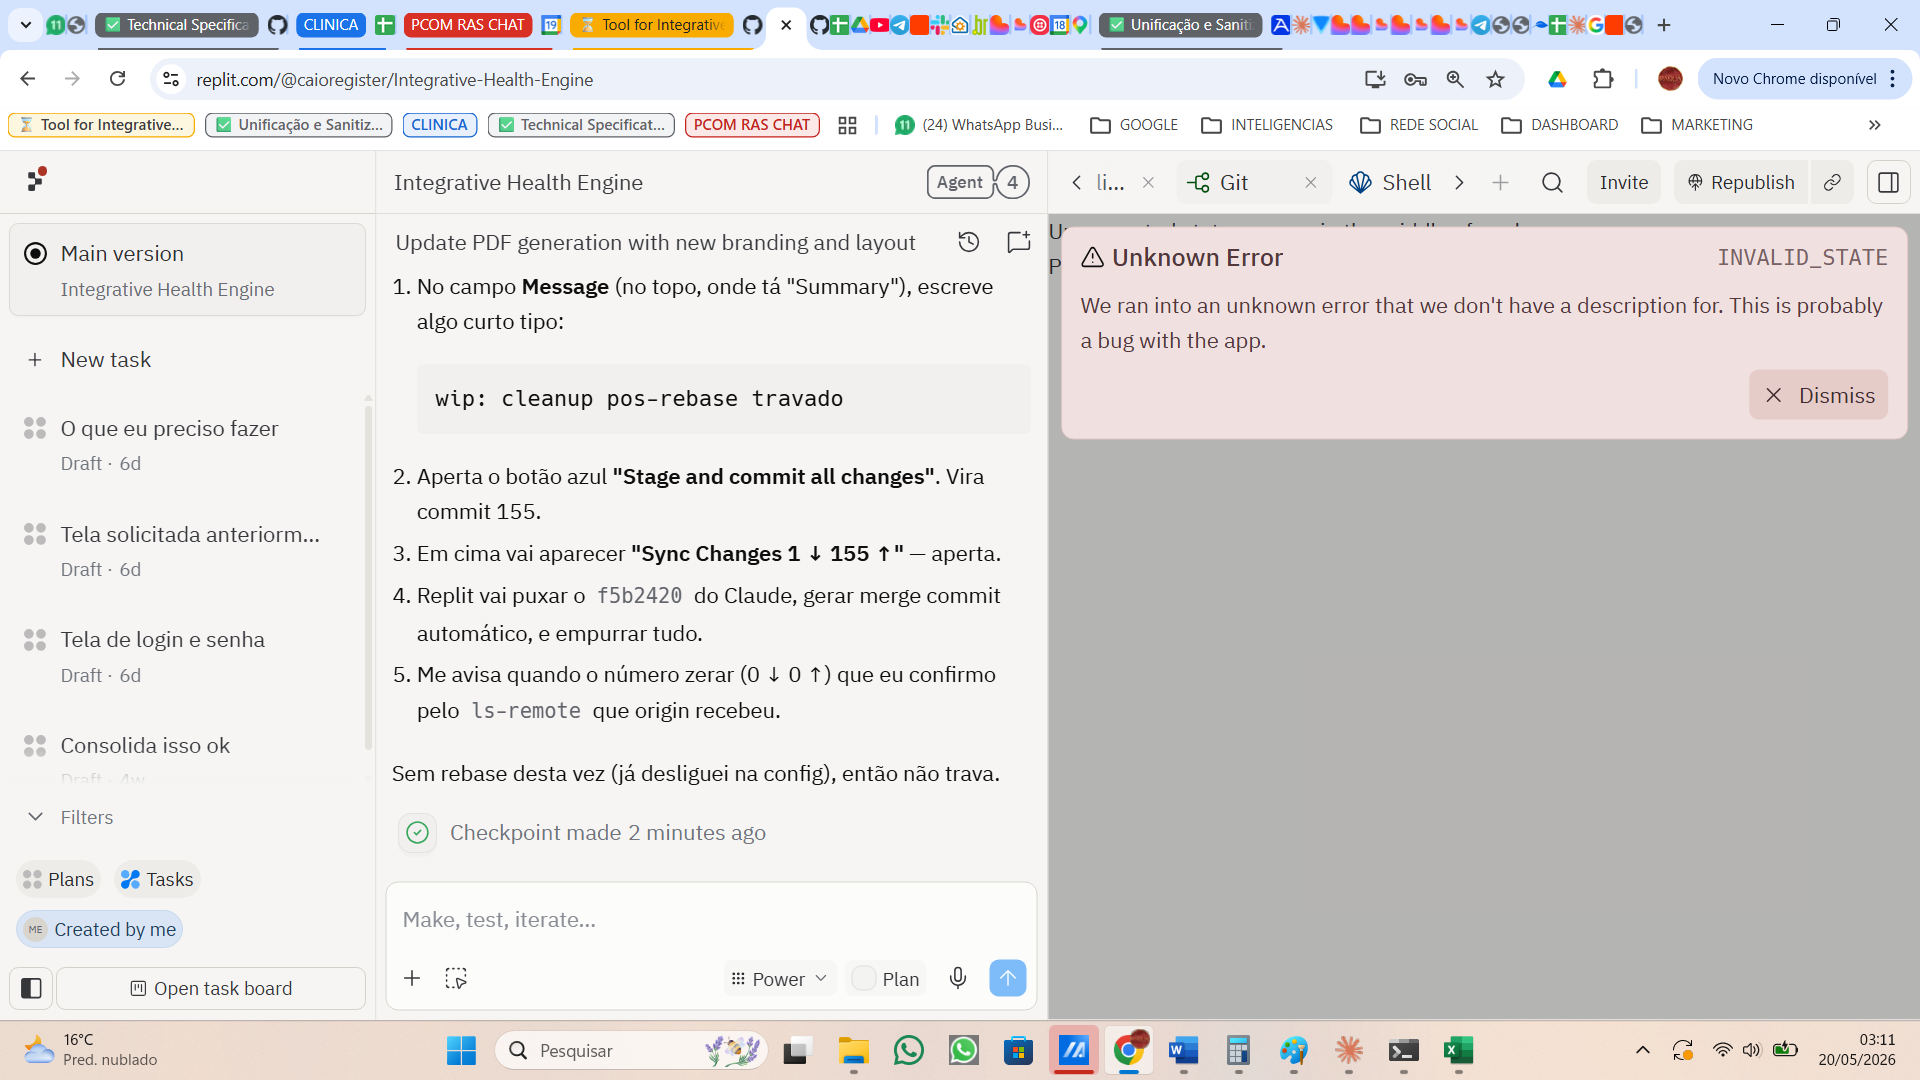 11
Technical Specifica
CLINICA
PCOM RAS CHAT
19
Tool for Integrative
18
Unificação e Saniti
replit.com/@caioregister/Integrative-Health-Engine
Novo Chrome disponível
Tool for Integrative...
Unificação e Sanitiz...
CLINICA
Technical Specificat...
PCOM RAS CHAT
11
(24) WhatsApp Busi...
GOOGLE
INTELIGENCIAS
REDE SOCIAL
DASHBOARD
MARKETING
Integrative Health Engine
Agent
4
li...
Git
Shell
Invite
Republish
Main version
Integrative Health Engine
New task
O que eu preciso fazer
Draft · 6d
Tela solicitada anteriorm...
Draft · 6d
Tela de login e senha
Draft · 6d
Consolida isso ok
Draft · 4w
Filters
Plans
Tasks
ME Created by me
Open task board
Update PDF generation with new branding and layout
1. No campo Message (no topo, onde tá "Summary"), escreve
algo curto tipo:
wip: cleanup pos-rebase travado
2. Aperta o botão azul "Stage and commit all changes". Vira
commit 155.
3. Em cima vai aparecer "Sync Changes 1 ↓ 155 ↑" — aperta.
4. Replit vai puxar o f5b2420 do Claude, gerar merge commit
automático, e empurrar tudo.
5. Me avisa quando o número zerar (0 ↓ 0 ↑) que eu confirmo
pelo ls-remote que origin recebeu.
Sem rebase desta vez (já desliguei na config), então não trava.
Checkpoint made 2 minutes ago
Make, test, iterate...
Power
Plan
Unknown Error
INVALID_STATE
We ran into an unknown error that we don't have a description for. This is probably
a bug with the app.
Dismiss
16°C
Pred. nublado
Pesquisar
03:11
20/05/2026